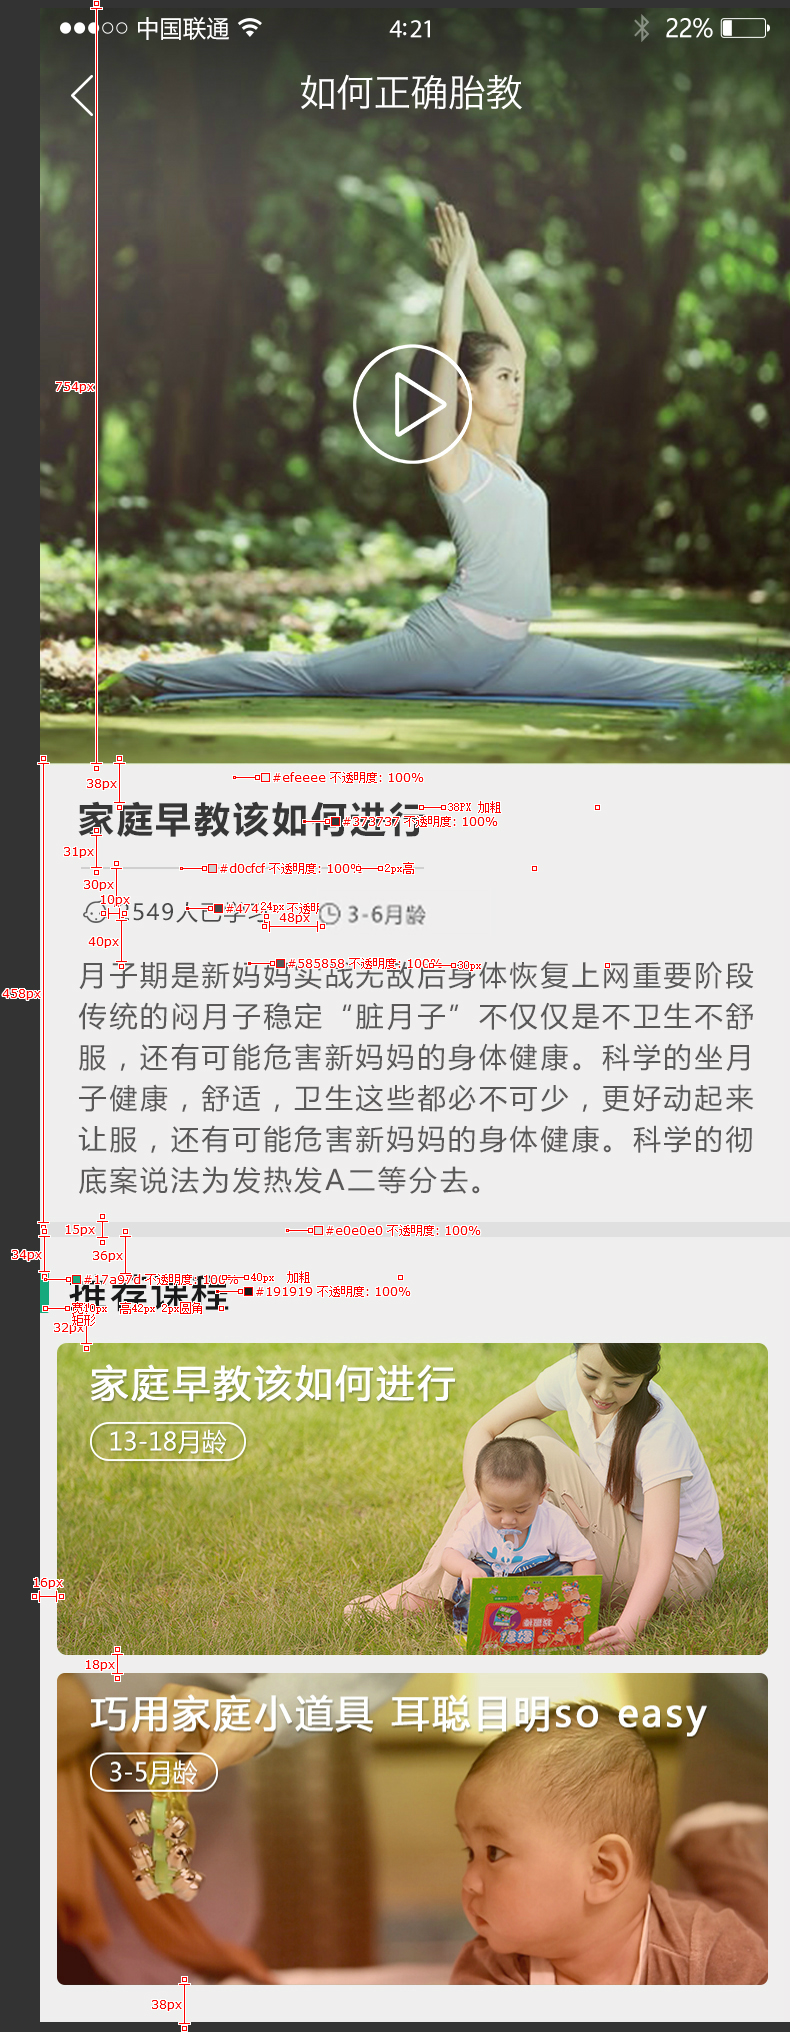 中国联通 4:21 22%
如何正确胎教
754px
#efeeee 不透明度: 100%
38px
家庭早教该如何进行
38PX 加粗
#373737 不透明度: 100%
31px
#d0cfcf 不透明度: 100%
2px高
30px
10px
549人已学习
24px
48px
3-6月龄
40px
#585858 不透明度: 100%
30px
月子期是新妈妈实战无敌后身体恢复上网重要阶段
传统的闷月子稳定“脏月子”不仅仅是不卫生不舒
服，还有可能危害新妈妈的身体健康。科学的坐月
子健康，舒适，卫生这些都必不可少，更好动起来
让服，还有可能危害新妈妈的身体健康。科学的彻
底案说法为发热发A二等分去。
458px
15px
#e0e0e0 不透明度: 100%
34px
36px
#17a97d 不透明度: 100%
40px 加粗
推荐课程
#191919 不透明度: 100%
宽10px 高42px 2px圆角
矩形
32px
家庭早教该如何进行
13-18月龄
16px
18px
巧用家庭小道具 耳聪目明so easy
3-5月龄
38px